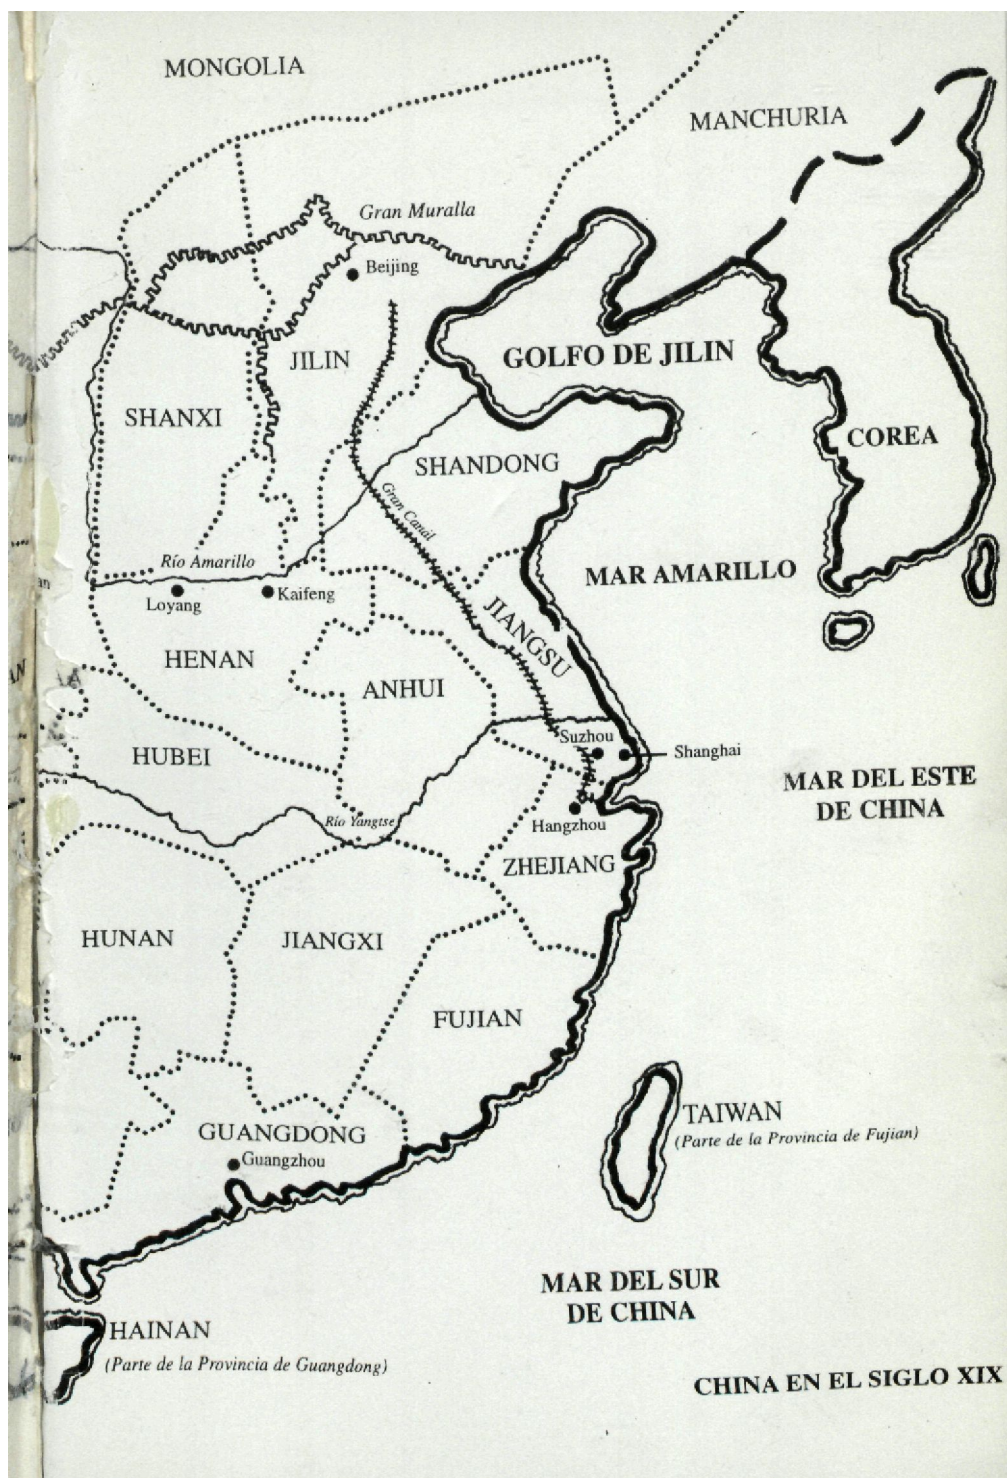 MONGOLIA
MANCHURIA
Gran Muralla
Beijing
JILIN
GOLFO DE JILIN
SHANXI
COREA
SHANDONG
Gran Canal
Río Amarillo
MAR AMARILLO
Loyang
Kaifeng
JIANGSU
HENAN
ANHUI
HUBEI
Suzhou
Shanghai
MAR DEL ESTE
DE CHINA
Río Yangtse
Hangzhou
ZHEJIANG
HUNAN
JIANGXI
FUJIAN
TAIWAN
(Parte de la Provincia de Fujian)
GUANGDONG
Guangzhou
MAR DEL SUR
DE CHINA
HAINAN
(Parte de la Provincia de Guangdong)
CHINA EN EL SIGLO XIX